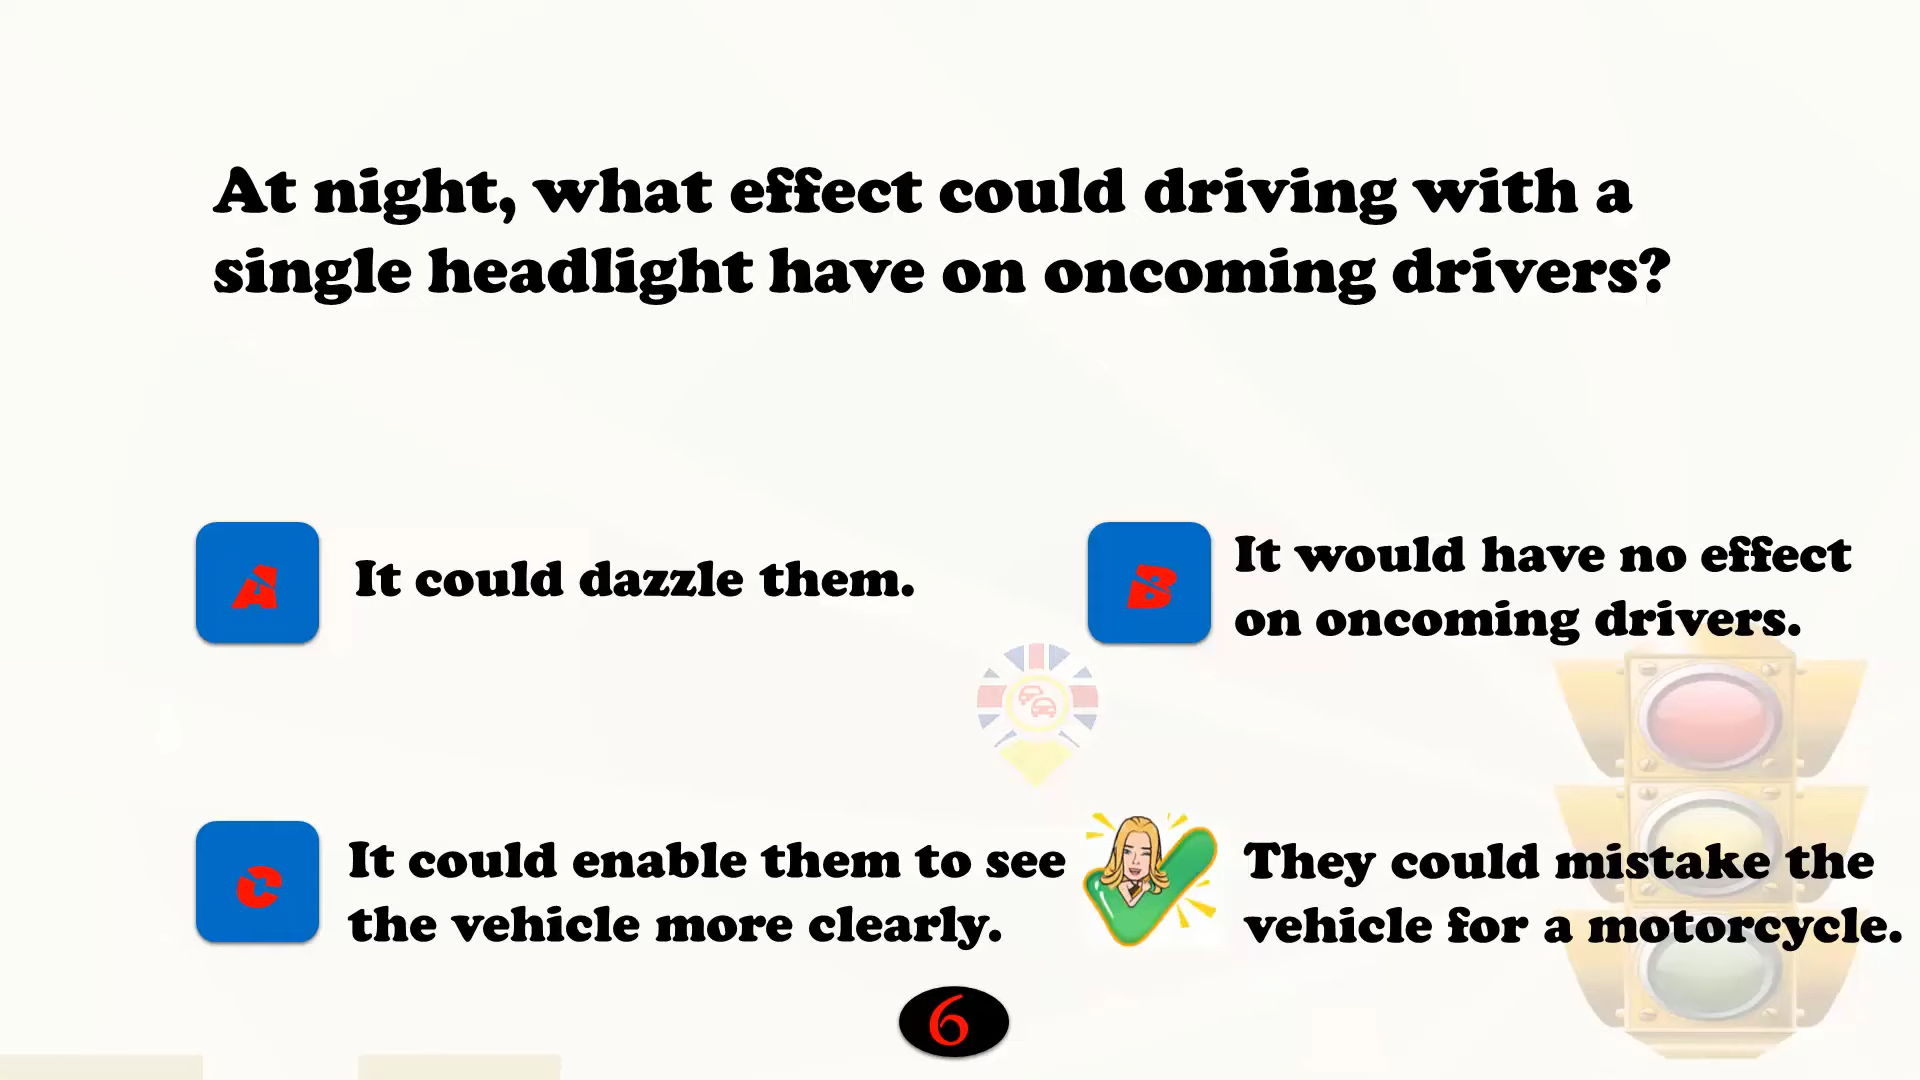 At night, what effect could driving with a
single headlight have on oncoming drivers?
A
It could dazzle them.
B
It would have no effect
on oncoming drivers.
C
It could enable them to see
the vehicle more clearly.
They could mistake the
vehicle for a motorcycle.
6